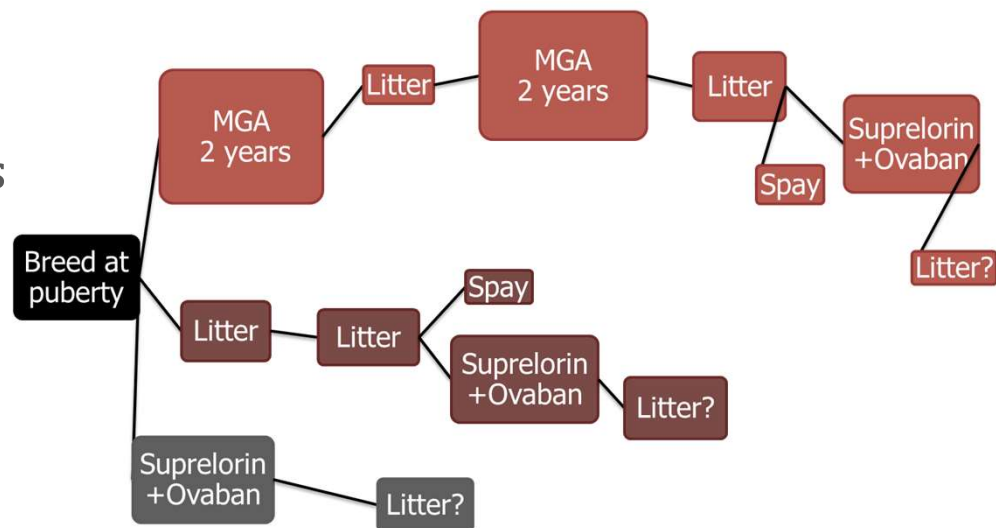 MGA
2 years
Litter
MGA
2 years
Litter
Spay
Suprelorin
+Ovaban
Litter?
s
Breed at
puberty
Litter
Litter
Spay
Suprelorin
+Ovaban
Litter?
Suprelorin
+Ovaban
Litter?